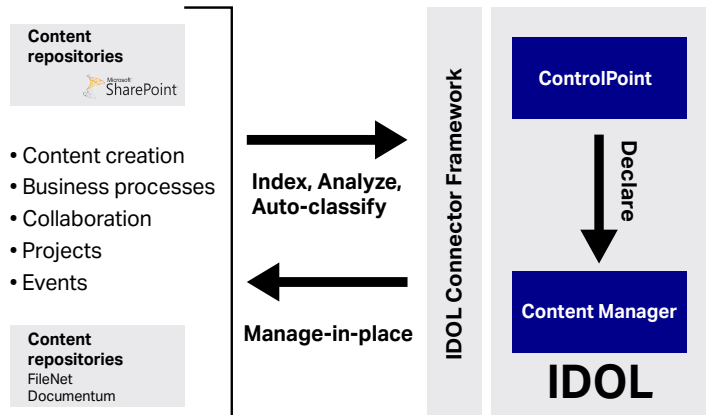 Content
repositories
Microsoft
SharePoint
• Content creation
• Business processes
• Collaboration
• Projects
• Events
Content
repositories
FileNet
Documentum
Index, Analyze,
Auto-classify
Manage-in-place
IDOL Connector Framework
ControlPoint
Declare
Content Manager
IDOL